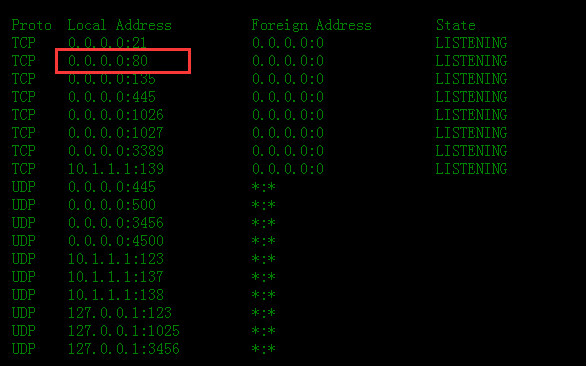 Proto  Local Address          Foreign Address        State
TCP    0.0.0.0:21             0.0.0.0:0              LISTENING
TCP    0.0.0.0:80             0.0.0.0:0              LISTENING
TCP    0.0.0.0:135            0.0.0.0:0              LISTENING
TCP    0.0.0.0:445            0.0.0.0:0              LISTENING
TCP    0.0.0.0:1026           0.0.0.0:0              LISTENING
TCP    0.0.0.0:1027           0.0.0.0:0              LISTENING
TCP    0.0.0.0:3389           0.0.0.0:0              LISTENING
TCP    10.1.1.1:139           0.0.0.0:0              LISTENING
UDP    0.0.0.0:445            *:*
UDP    0.0.0.0:500            *:*
UDP    0.0.0.0:3456           *:*
UDP    0.0.0.0:4500           *:*
UDP    10.1.1.1:123           *:*
UDP    10.1.1.1:137           *:*
UDP    10.1.1.1:138           *:*
UDP    127.0.0.1:123          *:*
UDP    127.0.0.1:1025         *:*
UDP    127.0.0.1:3456         *:*